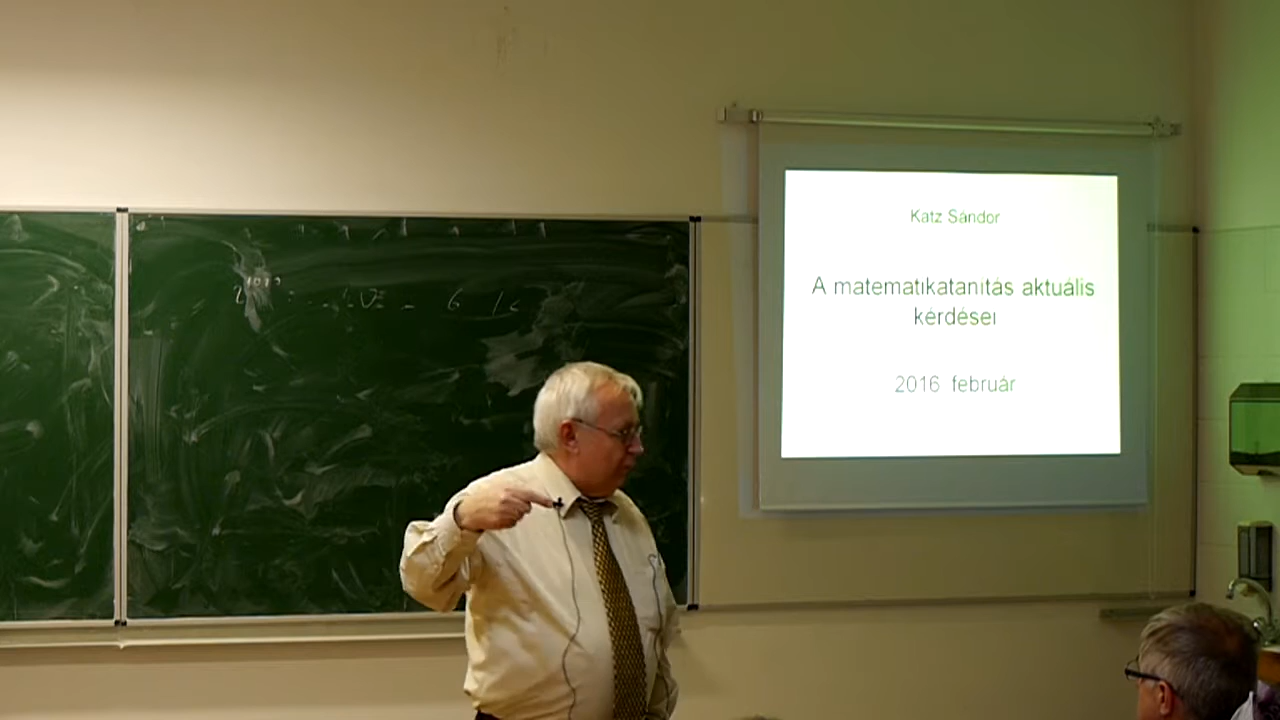 Katz Sándor
A matematikatanítás aktuális
kérdései
2016 február